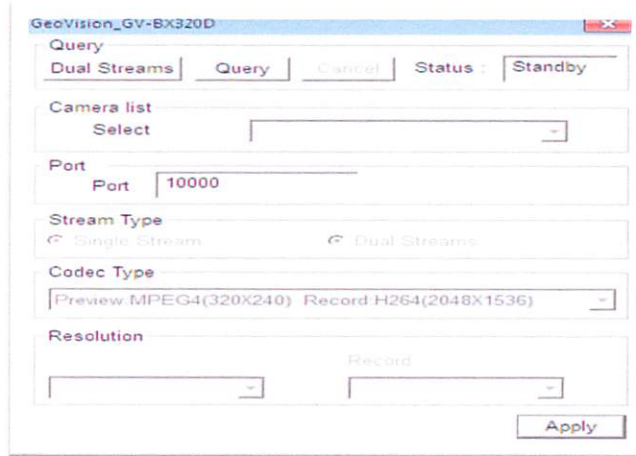 GeoVision_GV-BX320D
Query
Dual Streams Query Cancel Status : Standby
Camera list
Select
Port
Port 10000
Stream Type
Single Stream Dual Streams
Codec Type
Preview:MPEG4(320X240) Record:H264(2048X1536)
Resolution
Record
Apply